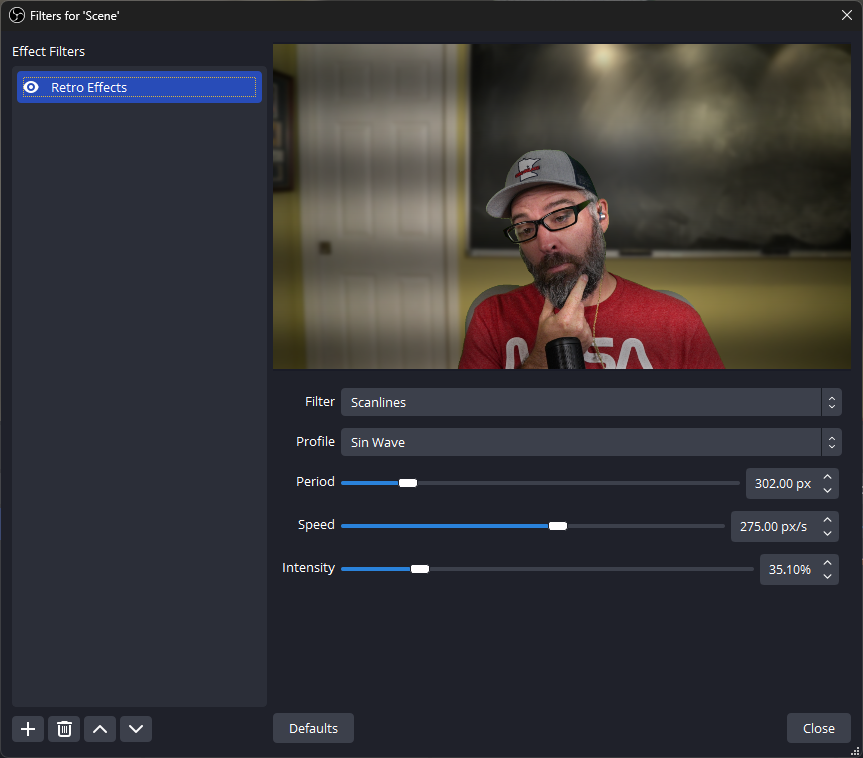 Filters for 'Scene'
Effect Filters
Retro Effects
Filter
Scanlines
Profile
Sin Wave
Period
302.00 px
Speed
275.00 px/s
Intensity
35.10%
Defaults
Close